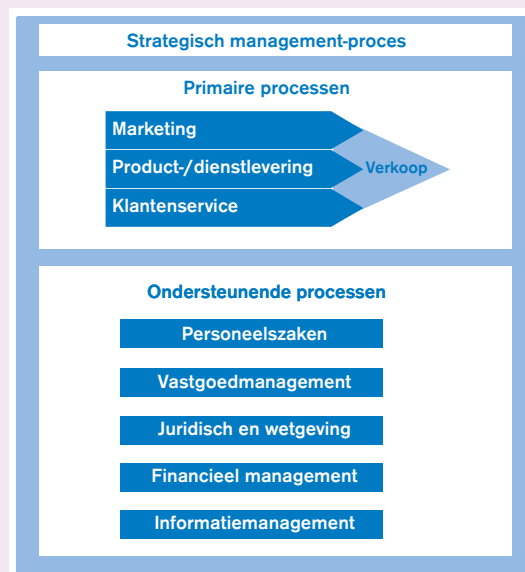 Strategisch management-proces
Primaire processen
Marketing
Product-/dienstlevering
Verkoop
Klantenservice
Ondersteunende processen
Personeelszaken
Vastgoedmanagement
Juridisch en wetgeving
Financieel management
Informatiemanagement